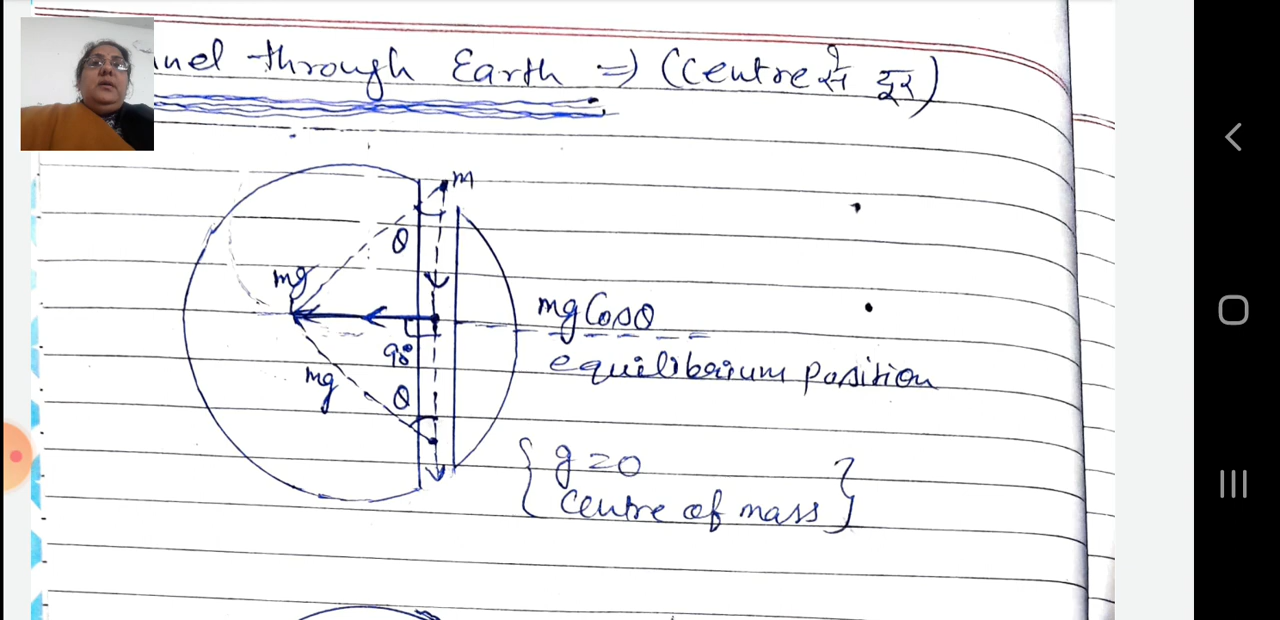 nel through Earth ⇒ (Centre से दूर)
m
θ
mg
mg Cosθ
90°
equilibrium position
mg
θ
g=0
Centre of mass